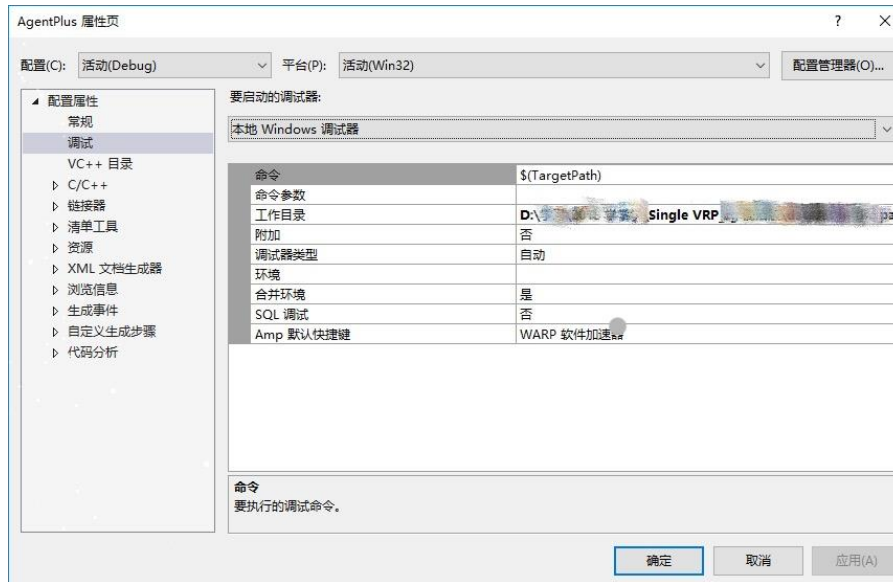 AgentPlus 属性页
配置(C): 活动(Debug) 平台(P): 活动(Win32) 配置管理器(O)...
配置属性
常规
调试
VC++ 目录
C/C++
链接器
清单工具
资源
XML 文档生成器
浏览信息
生成事件
自定义生成步骤
代码分析
要启动的调试器:
本地 Windows 调试器
命令 $(TargetPath)
命令参数
工作目录 D:\ Single VRP pa
附加 否
调试器类型 自动
环境
合并环境 是
SQL 调试 否
Amp 默认快捷键 WARP 软件加速器
命令
要执行的调试命令。
确定 取消 应用(A)